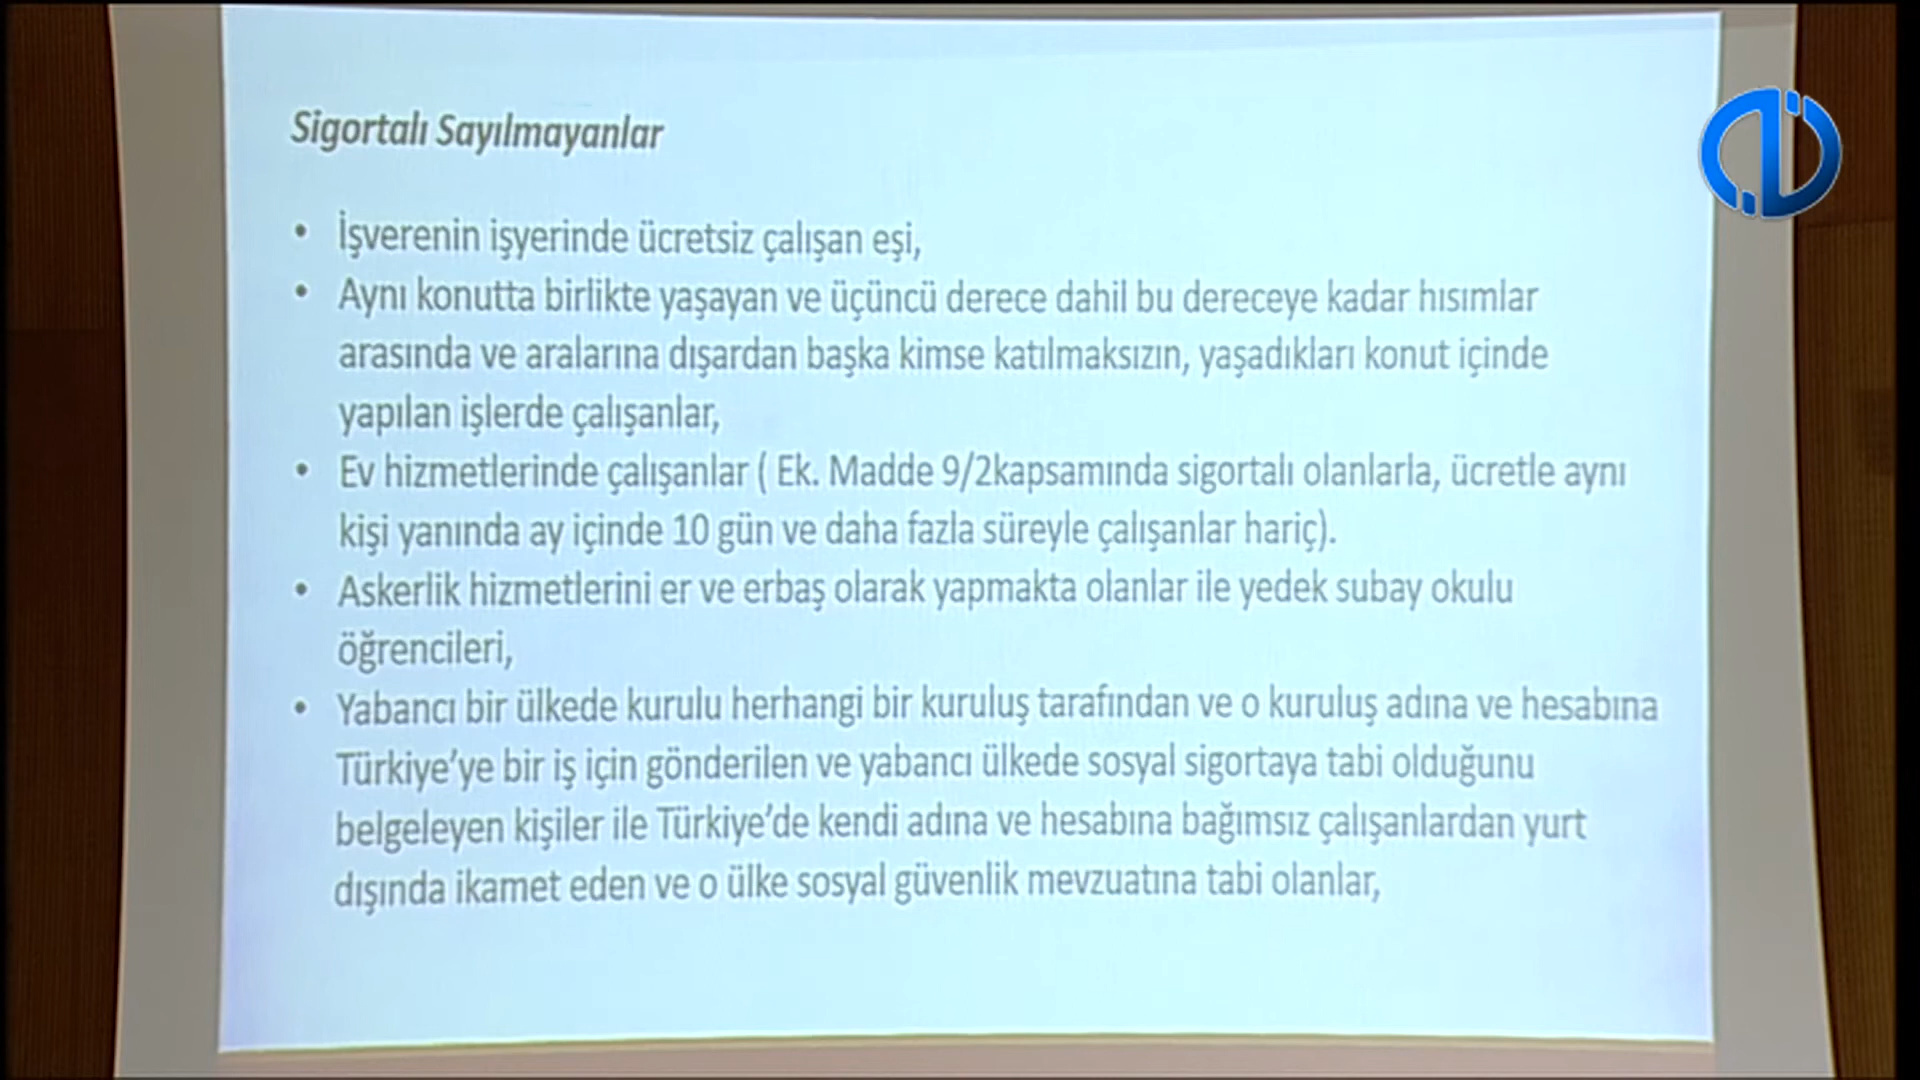 Sigortalı Sayılmayanlar
• İşverenin işyerinde ücretsiz çalışan eşi,
• Aynı konutta birlikte yaşayan ve üçüncü derece dahil bu dereceye kadar hısımlar
arasında ve aralarına dışardan başka kimse katılmaksızın, yaşadıkları konut içinde
yapılan işlerde çalışanlar,
• Ev hizmetlerinde çalışanlar ( Ek. Madde 9/2kapsamında sigortalı olanlarla, ücretle aynı
kişi yanında ay içinde 10 gün ve daha fazla süreyle çalışanlar hariç).
• Askerlik hizmetlerini er ve erbaş olarak yapmakta olanlar ile yedek subay okulu
öğrencileri,
• Yabancı bir ülkede kurulu herhangi bir kuruluş tarafından ve o kuruluş adına ve hesabına
Türkiye’ye bir iş için gönderilen ve yabancı ülkede sosyal sigortaya tabi olduğunu
belgeleyen kişiler ile Türkiye’de kendi adına ve hesabına bağımsız çalışanlardan yurt
dışında ikamet eden ve o ülke sosyal güvenlik mevzuatına tabi olanlar,